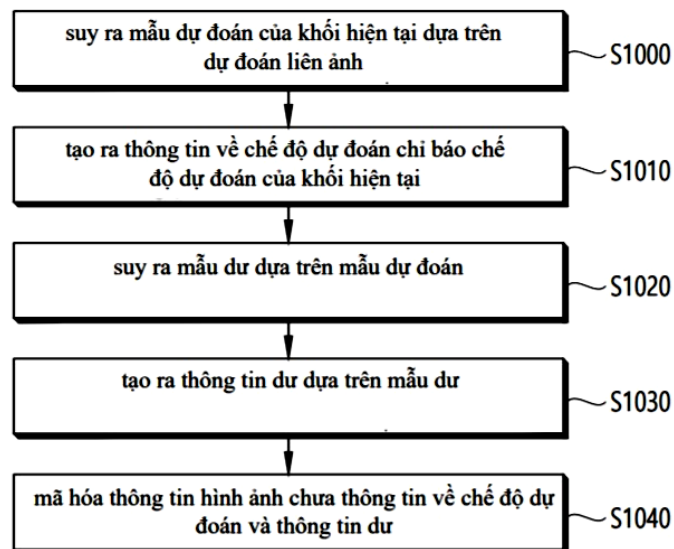 suy ra mẫu dự đoán của khối hiện tại dựa trên
dự đoán liên ảnh
S1000
tạo ra thông tin về chế độ dự đoán chỉ báo chế
độ dự đoán của khối hiện tại
S1010
suy ra mẫu dư dựa trên mẫu dự đoán
S1020
tạo ra thông tin dư dựa trên mẫu dư
S1030
mã hóa thông tin hình ảnh chưa thông tin về chế độ dự
đoán và thông tin dư
S1040